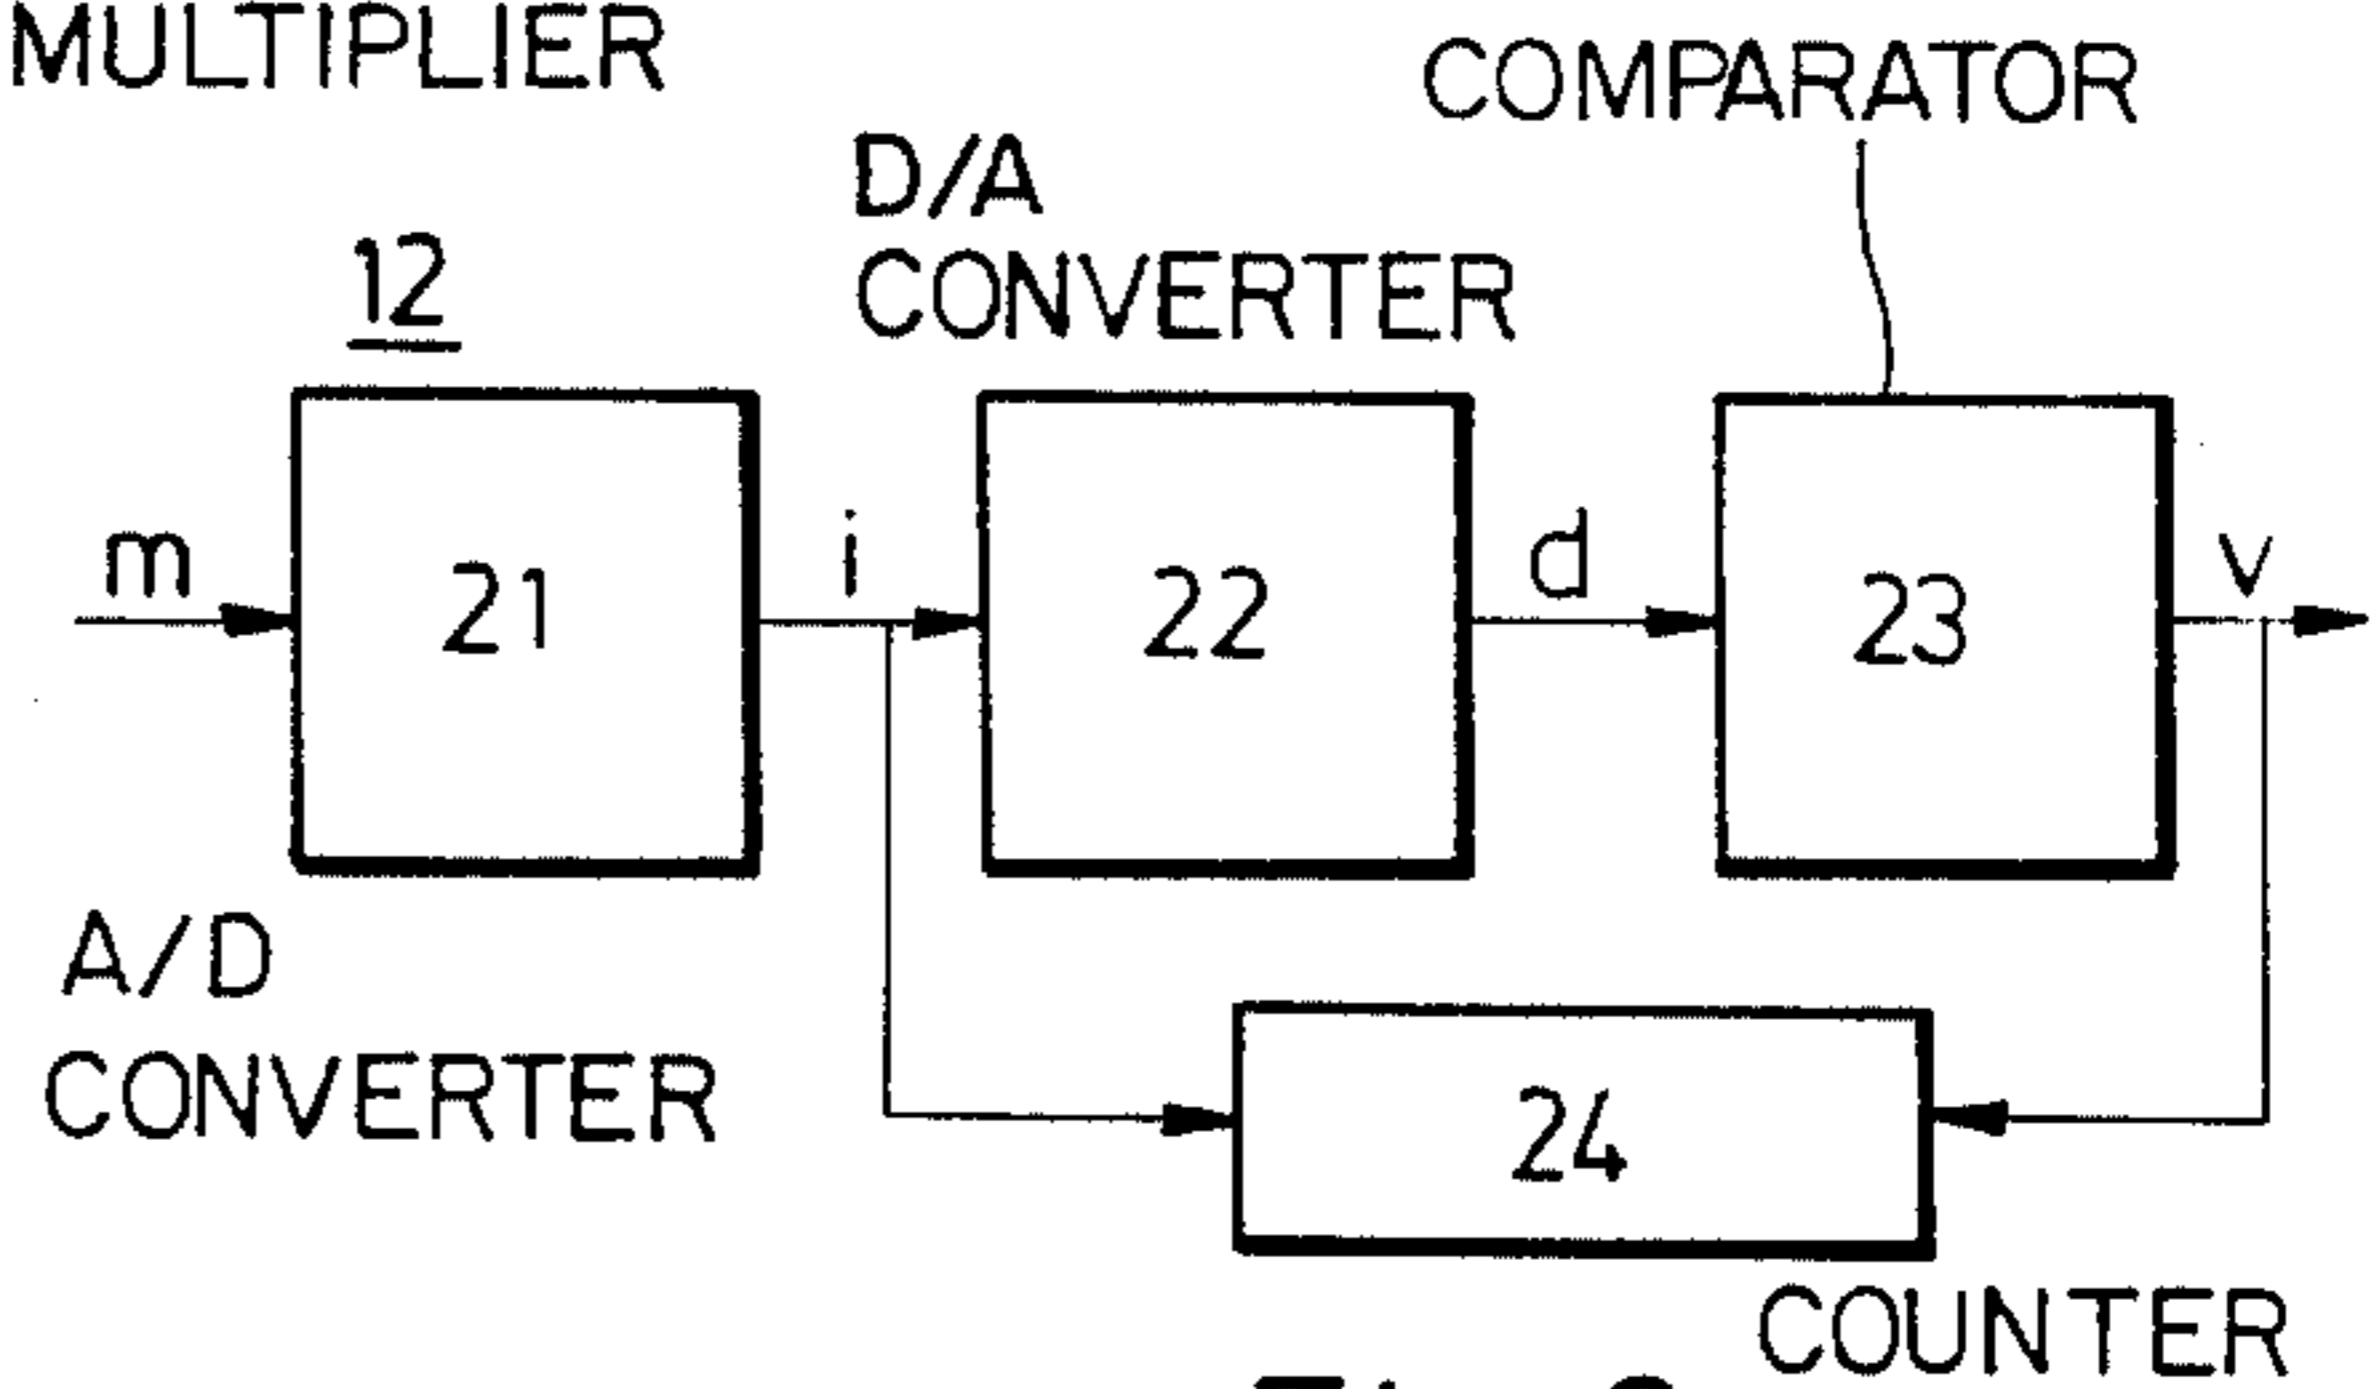 MULTIPLIER
COMPARATOR
D/A
CONVERTER
12
m
21
i
22
d
23
v
A/D
CONVERTER
24
COUNTER